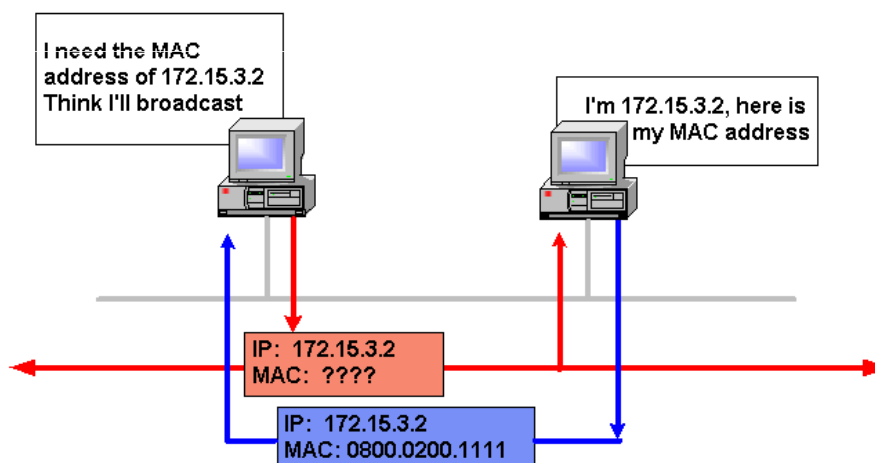 I need the MAC
address of 172.15.3.2
Think I'll broadcast
I'm 172.15.3.2, here is
my MAC address
IP: 172.15.3.2
MAC: ????
IP: 172.15.3.2
MAC: 0800.0200.1111